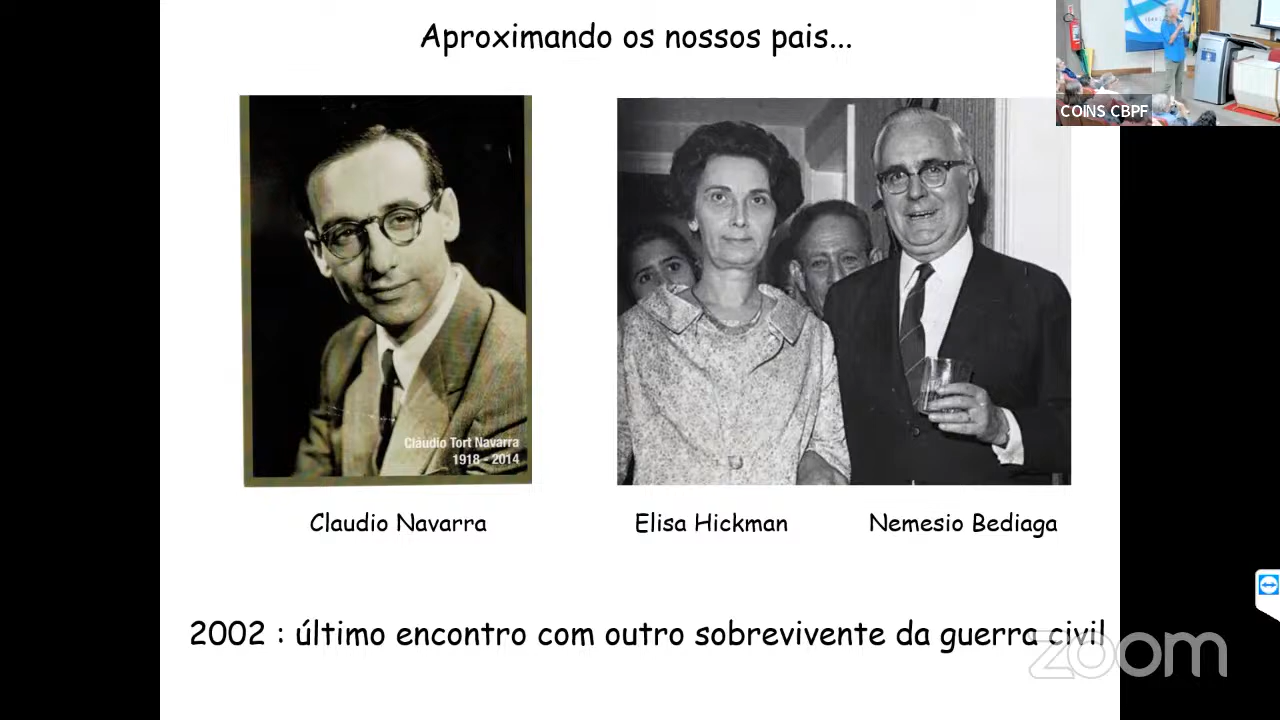 Aproximando os nossos pais...
COINS CBPF
Cláudio Tort Navarra
1918 - 2014
Claudio Navarra
Elisa Hickman
Nemesio Bediaga
2002 : último encontro com outro sobrevivente da guerra civil
zoom